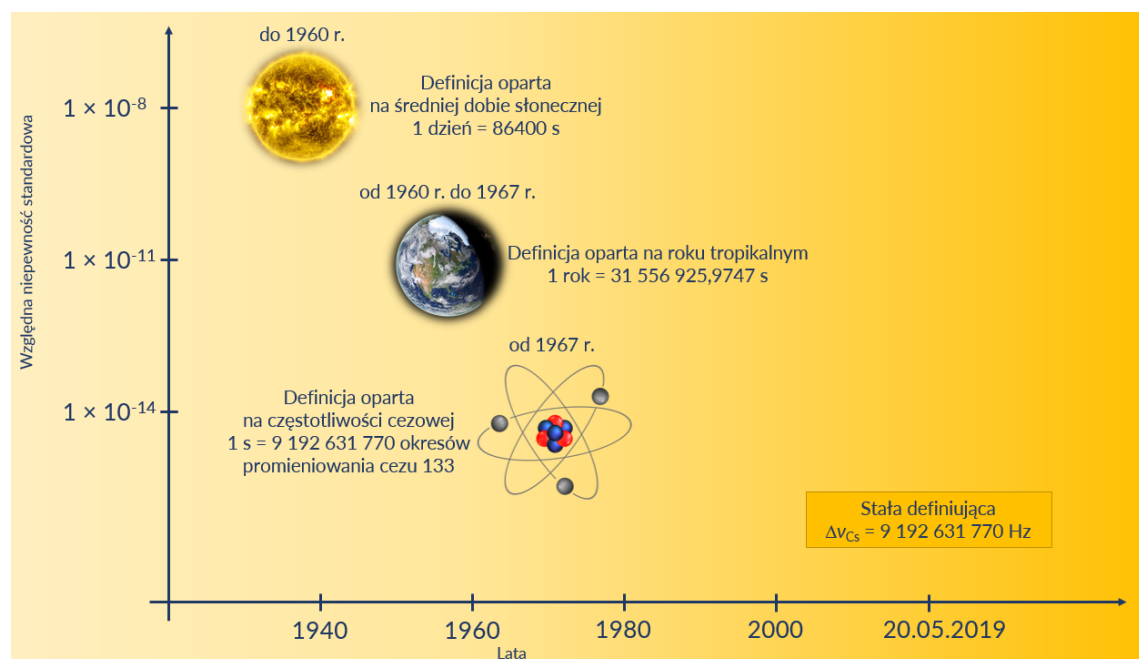 do 1960 r.
Definicja oparta
na średniej dobie słonecznej
1 dzień = 86400 s
od 1960 r. do 1967 r.
Definicja oparta na roku tropikalnym
1 rok = 31 556 925,9747 s
od 1967 r.
Definicja oparta
na częstotliwości cezowej
1 s = 9 192 631 770 okresów
promieniowania cezu 133
Stała definiująca
ΔνCs = 9 192 631 770 Hz
Względna niepewność standardowa
1 × 10-8
1 × 10-11
1 × 10-14
1940
1960
1980
2000
20.05.2019
Lata